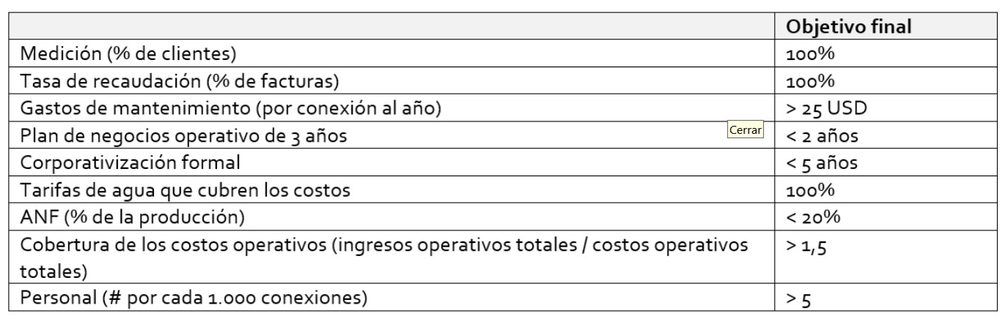 Objetivo final
Medición (% de clientes) 100%
Tasa de recaudación (% de facturas) 100%
Gastos de mantenimiento (por conexión al año) > 25 USD
Cerrar
Plan de negocios operativo de 3 años < 2 años
Corporativización formal < 5 años
Tarifas de agua que cubren los costos 100%
ANF (% de la producción) < 20%
Cobertura de los costos operativos (ingresos operativos totales / costos operativos > 1,5
totales)
Personal (# por cada 1.000 conexiones) > 5